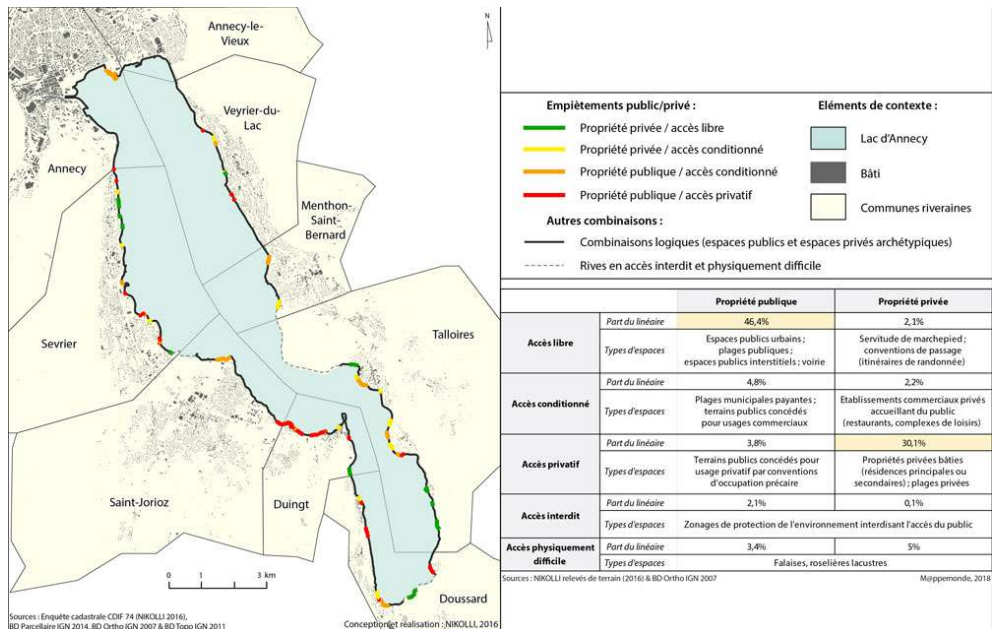 Annecy-le-
Vieux
N
Veyrier-du-
Lac
Annecy
Menthon-
Saint-
Bernard
Talloires
Sevrier
Saint-Jorioz
Duingt
Doussard
0 1 3 km
Sources : Enquête cadastrale CDIF 74 (NIKOLLI 2016),
BD Parcellaire IGN 2014, BD Ortho IGN 2007 & BD Topo IGN 2011
Conception et réalisation : NIKOLLI, 2016
Empiètements public/privé :
Propriété privée / accès libre
Propriété privée / accès conditionné
Propriété publique / accès conditionné
Propriété publique / accès privatif
Eléments de contexte :
Lac d'Annecy
Bâti
Communes riveraines
Autres combinaisons :
Combinaisons logiques (espaces publics et espaces privés archétypiques)
Rives en accès interdit et physiquement difficile
Propriété publique Propriété privée
Accès libre
Part du linéaire 46,4% 2,1%
Types d'espaces
Espaces publics urbains ;
plages publiques ;
espaces publics interstitiels ; voirie
Servitude de marchepied ;
conventions de passage
(itinéraires de randonnée)
Accès conditionné
Part du linéaire 4,8% 2,2%
Types d'espaces
Plages municipales payantes ;
terrains publics concédés
pour usages commerciaux
Etablissements commerciaux privés
accueillant du public
(restaurants, complexes de loisirs)
Accès privatif
Part du linéaire 3,8% 30,1%
Types d'espaces
Terrains publics concédés pour
usage privatif par conventions
d'occupation précaire
Propriétés privées bâties
(résidences principales ou
secondaires) ; plages privées
Accès interdit
Part du linéaire 2,1% 0,1%
Types d'espaces Zonages de protection de l'environnement interdisant l'accès du public
Accès physiquement
difficile
Part du linéaire 3,4% 5%
Types d'espaces Falaises, roselières lacustres
Sources : NIKOLLI relevés de terrain (2016) & BD Ortho IGN 2007
M@ppemonde, 2018